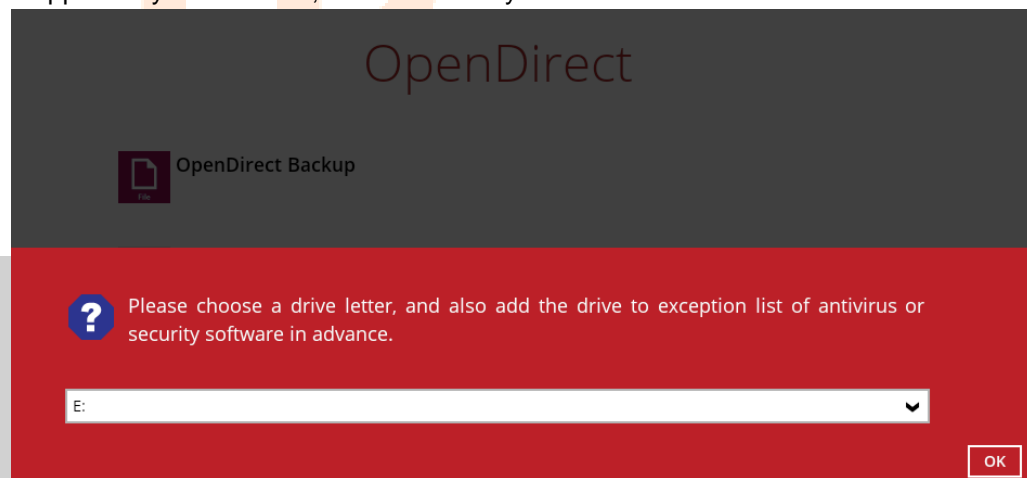 OpenDirect
OpenDirect Backup
File
?
Please choose a drive letter, and also add the drive to exception list of antivirus or
security software in advance.
E:
OK